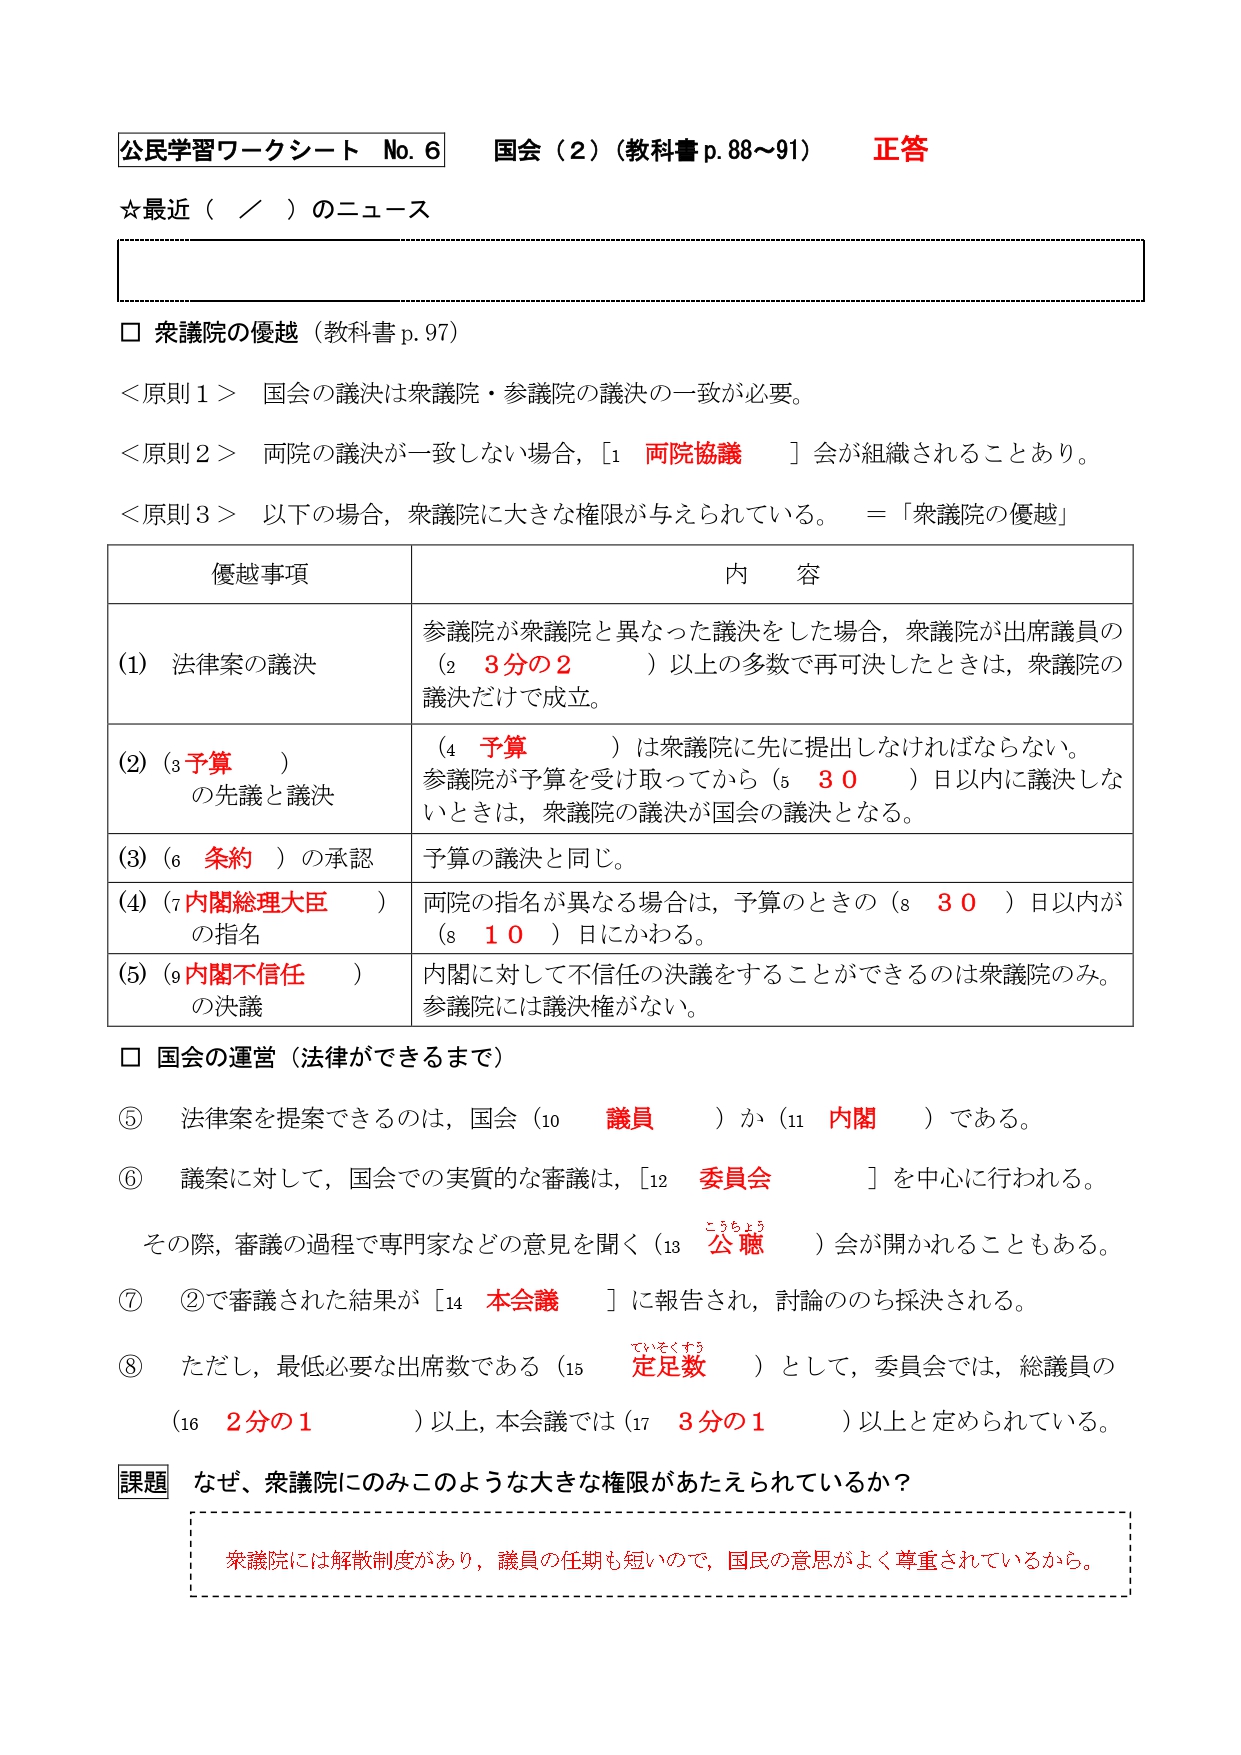 公民学習ワークシート　No.６　　国会（２）（教科書p.88～91）　　正答
☆最近（　／　）のニュース
□ 衆議院の優越（教科書p.97）
＜原則１＞　国会の議決は衆議院・参議院の議決の一致が必要。
＜原則２＞　両院の議決が一致しない場合，［1　両院協議　　］会が組織されることあり。
＜原則３＞　以下の場合，衆議院に大きな権限が与えられている。　＝「衆議院の優越」
優越事項　　内　　容
(1)　法律案の議決
参議院が衆議院と異なった議決をした場合，衆議院が出席議員の
（2　３分の２　　　）以上の多数で再可決したときは，衆議院の
議決だけで成立。
(2)（3予算　　）
の先議と議決
（4　予算　　　）は衆議院に先に提出しなければならない。
参議院が予算を受け取ってから（5　３０　　）日以内に議決しな
いときは，衆議院の議決が国会の議決となる。
(3)（6　条約　）の承認
予算の議決と同じ。
(4)（7内閣総理大臣　　）
の指名
両院の指名が異なる場合は，予算のときの（8　３０　）日以内が
（8　１０　）日にかわる。
(5)（9内閣不信任　　）
の決議
内閣に対して不信任の決議をすることができるのは衆議院のみ。
参議院には議決権がない。
□ 国会の運営（法律ができるまで）
⑤　法律案を提案できるのは，国会（10　　議員　　）か（11　内閣　　）である。
⑥　議案に対して，国会での実質的な審議は，［12　委員会　　　］を中心に行われる。
こうちょう
その際，審議の過程で専門家などの意見を聞く（13　公聴　　）会が開かれることもある。
⑦　②で審議された結果が［14　本会議　　］に報告され，討論ののち採決される。
ていそくすう
⑧　ただし，最低必要な出席数である（15　　定足数　　）として，委員会では，総議員の
（16　２分の１　　　　）以上，本会議では（17　３分の１　　　）以上と定められている。
課題　なぜ、衆議院にのみこのような大きな権限があたえられているか？
衆議院には解散制度があり，議員の任期も短いので，国民の意思がよく尊重されているから。